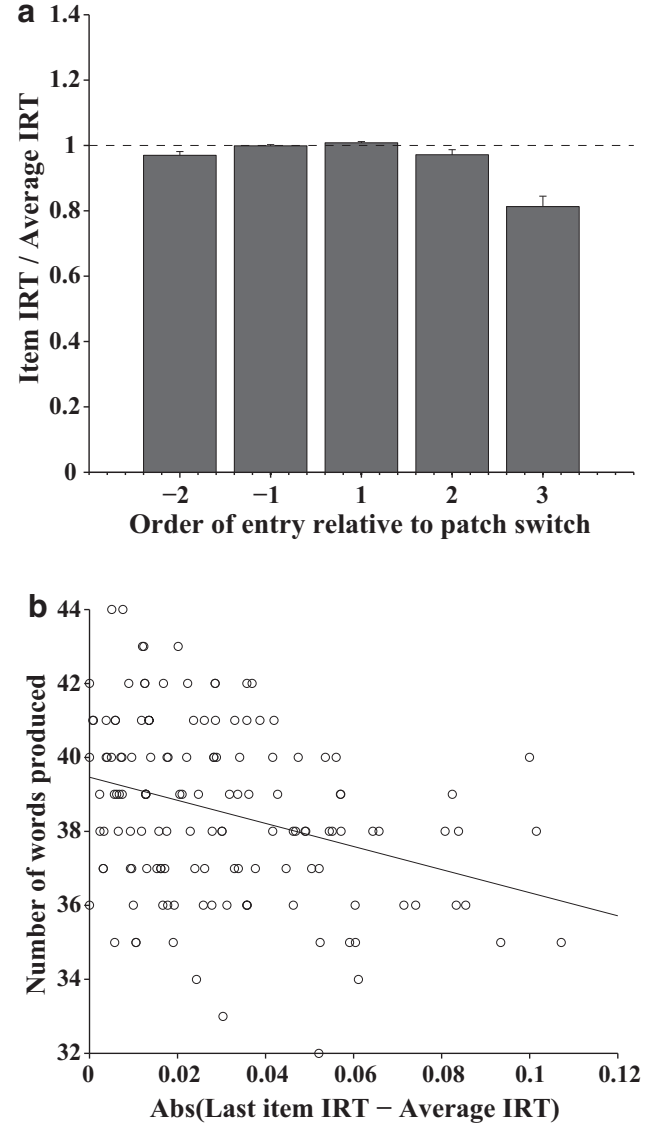 a
1.4
1.2
1
0.8
0.6
0.4
0.2
0
Item IRT / Average IRT
−2 −1 1 2 3
Order of entry relative to patch switch
b
44
42
40
38
36
34
32
Number of words produced
0 0.02 0.04 0.06 0.08 0.1 0.12
Abs(Last item IRT − Average IRT)